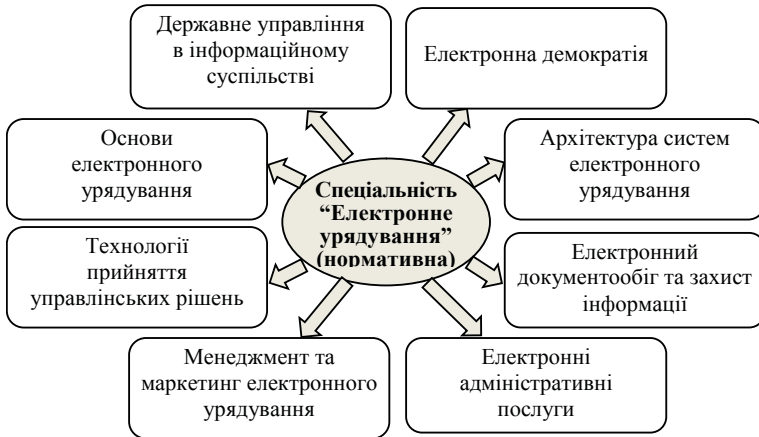 Державне управління
в інформаційному
суспільстві
Електронна демократія
Основи
електронного
урядування
Архітектура систем
електронного
урядування
Спеціальність
“Електронне
урядування”
(нормативна)
Технології
прийняття
управлінських рішень
Електронний
документообіг та захист
інформації
Менеджмент та
маркетинг електронного
урядування
Електронні
адміністративні
послуги